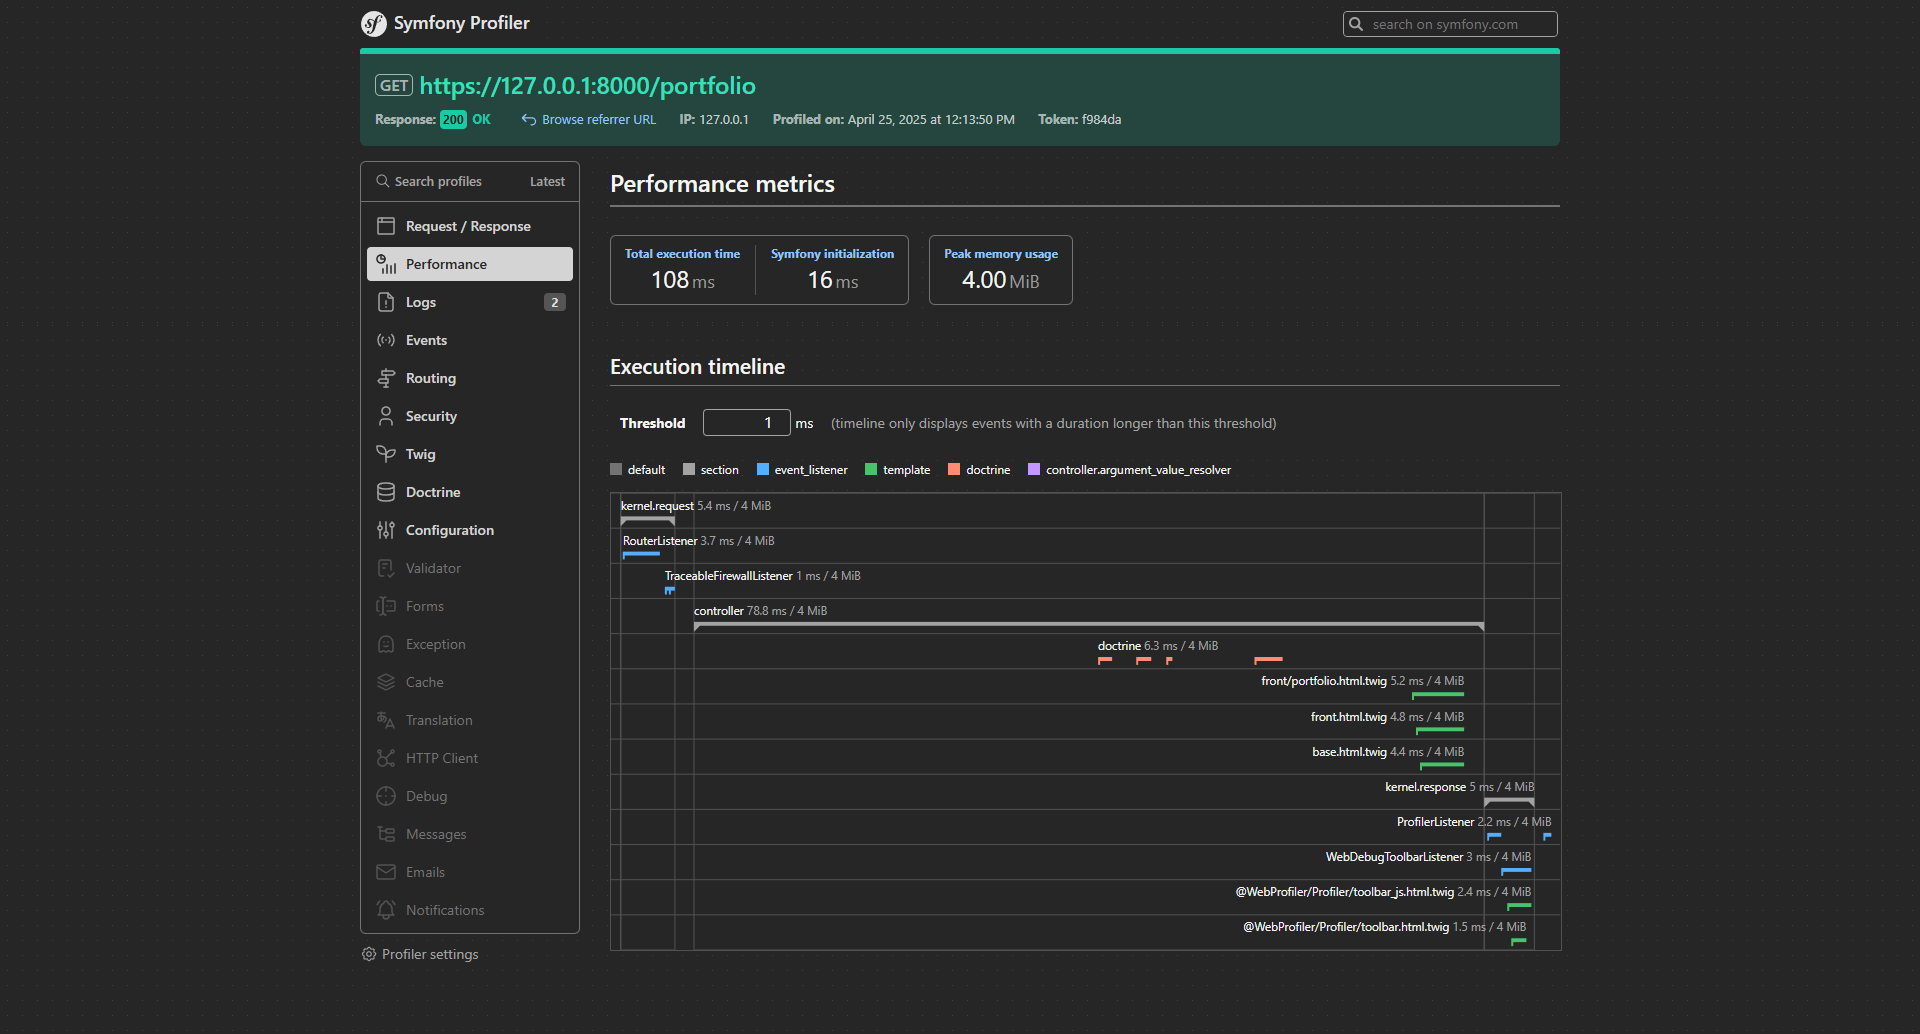 Symfony Profiler
search on symfony.com
GET https://127.0.0.1:8000/portfolio
Response: 200 OK Browse referrer URL IP: 127.0.0.1 Profiled on: April 25, 2025 at 12:13:50 PM Token: f984da
Search profiles Latest
Request / Response
Performance
Logs 2
Events
Routing
Security
Twig
Doctrine
Configuration
Validator
Forms
Exception
Cache
Translation
HTTP Client
Debug
Messages
Emails
Notifications
Profiler settings
Performance metrics
Total execution time
108 ms
Symfony initialization
16 ms
Peak memory usage
4.00 MiB
Execution timeline
Threshold 1 ms (timeline only displays events with a duration longer than this threshold)
default section event_listener template doctrine controller.argument_value_resolver
kernel.request 5.4 ms / 4 MiB
RouterListener 3.7 ms / 4 MiB
TraceableFirewallListener 1 ms / 4 MiB
controller 78.8 ms / 4 MiB
doctrine 6.3 ms / 4 MiB
front/portfolio.html.twig 5.2 ms / 4 MiB
front.html.twig 4.8 ms / 4 MiB
base.html.twig 4.4 ms / 4 MiB
kernel.response 5 ms / 4 MiB
ProfilerListener 2.2 ms / 4 MiB
WebDebugToolbarListener 3 ms / 4 MiB
@WebProfiler/Profiler/toolbar_js.html.twig 2.4 ms / 4 MiB
@WebProfiler/Profiler/toolbar.html.twig 1.5 ms / 4 MiB